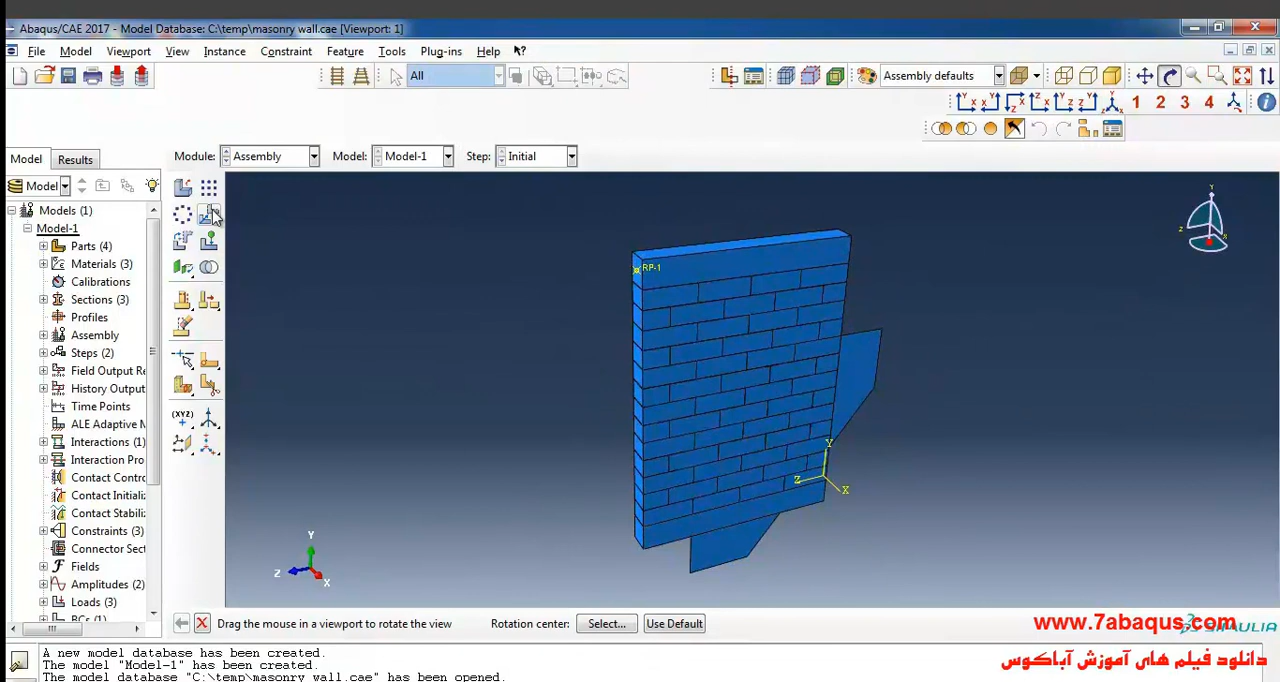 Abaqus/CAE 2017 - Model Database: C:\temp\masonry wall.cae [Viewport: 1]
File Model Viewport View Instance Constraint Feature Tools Plug-ins Help
All Assembly defaults
1 2 3 4
Model Results Module: Assembly Model: Model-1 Step: Initial
Model
Models (1)
Model-1
Parts (4)
Materials (3)
Calibrations
Sections (3)
Profiles
Assembly
Steps (2)
Field Output Re
History Output
Time Points
ALE Adaptive M
Interactions (1)
Interaction Pro
Contact Contro
Contact Initializ
Contact Stabiliz
Constraints (3)
Connector Sect
Fields
Amplitudes (2)
Loads (3)
BCs (1)
(XYZ)
RP-1
Y
Z X
Y
Z
X
Y
Z X
Drag the mouse in a viewport to rotate the view Rotation center: Select... Use Default
www.7abaqus.com
SIMULIA
دانلود فیلم های آموزش آباکوس
A new model database has been created.
The model "Model-1" has been created.
The model database "C:\temp\masonry wall.cae" has been opened.